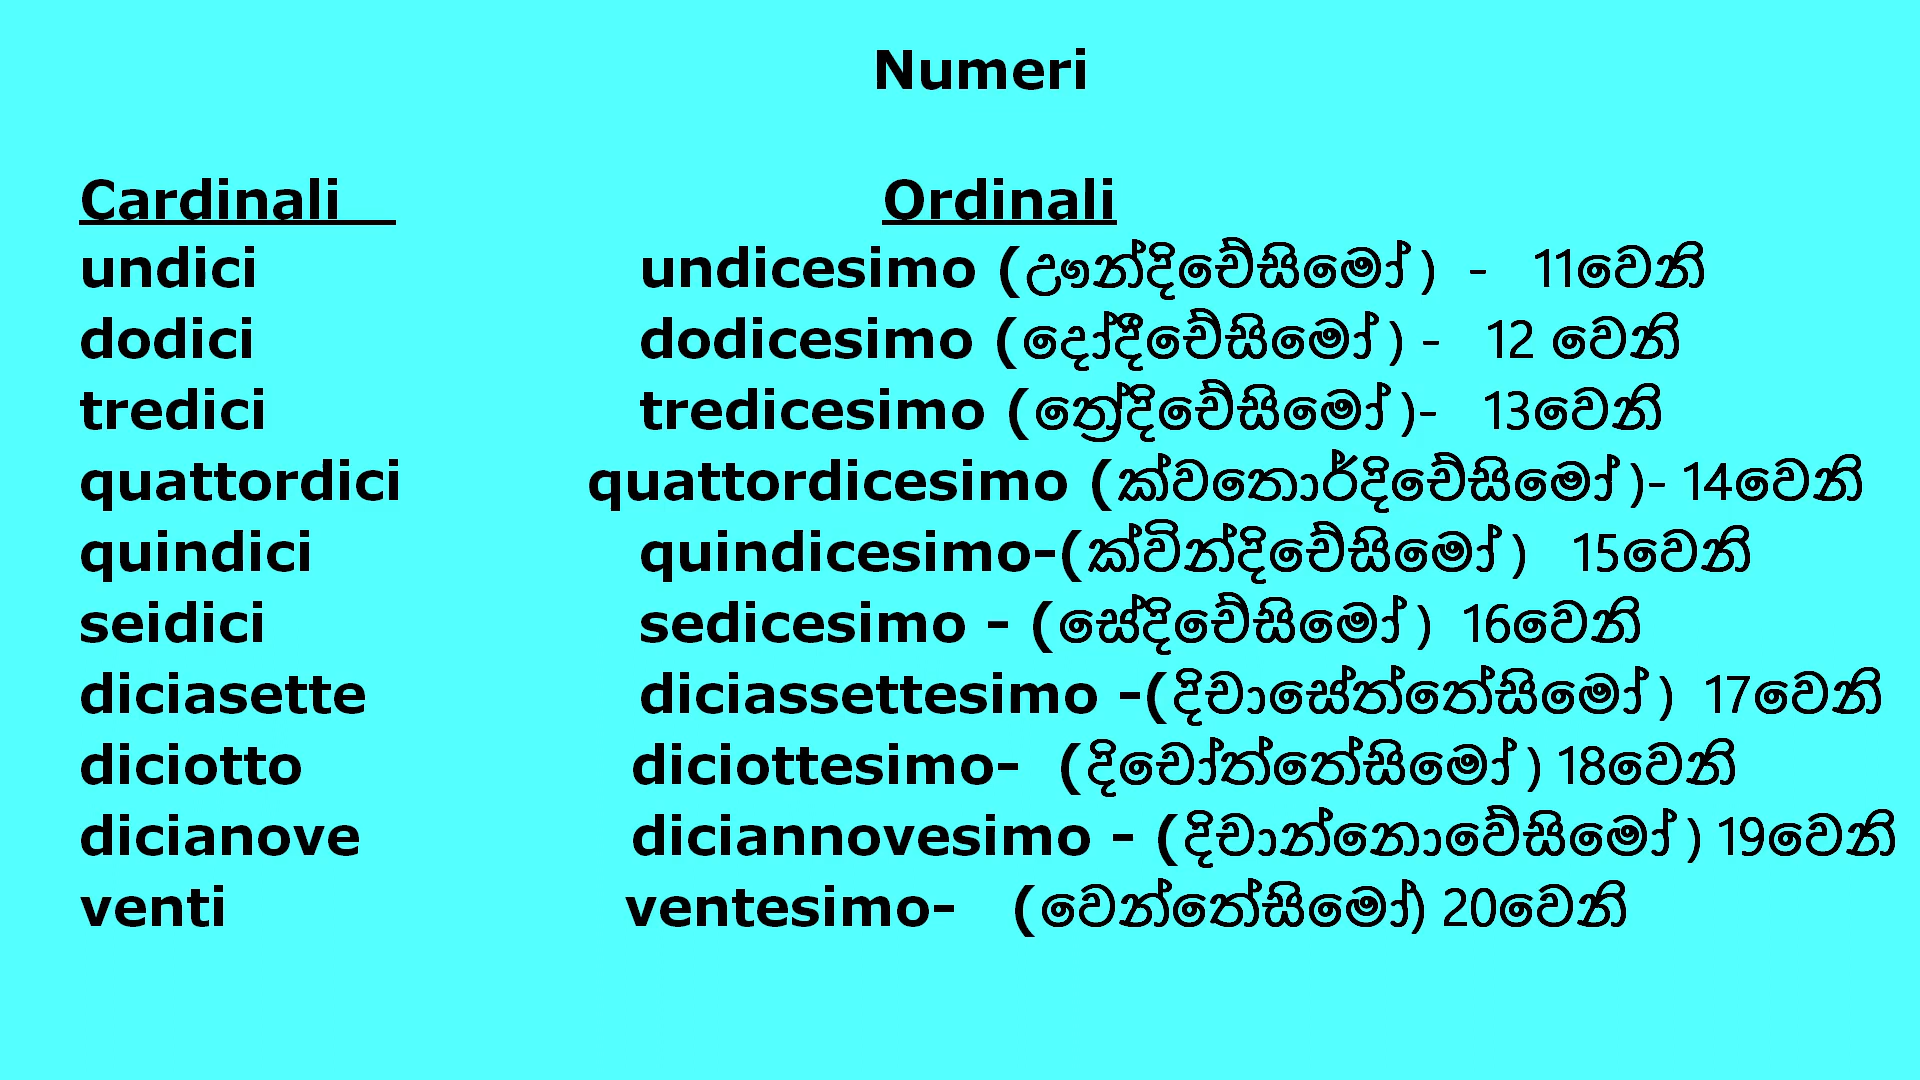 Numeri
Cardinali Ordinali
undici undicesimo (ඌන්දිචේසිමෝ) - 11වෙනි
dodici dodicesimo (දෝදීචේසිමෝ) - 12 වෙනි
tredici tredicesimo (ත්‍රේදිචේසිමෝ)- 13වෙනි
quattordici quattordicesimo (ක්වතොර්දිචේසිමෝ)- 14වෙනි
quindici quindicesimo-(ක්වින්දිචේසිමෝ) 15වෙනි
seidici sedicesimo - (සේදිචේසිමෝ) 16වෙනි
diciasette diciassettesimo -(දිචාසේත්තේසිමෝ) 17වෙනි
diciotto diciottesimo- (දිචෝත්තේසිමෝ) 18වෙනි
dicianove diciannovesimo - (දිචාන්නොවේසිමෝ) 19වෙනි
venti ventesimo- (වෙන්තේසිමෝ) 20වෙනි